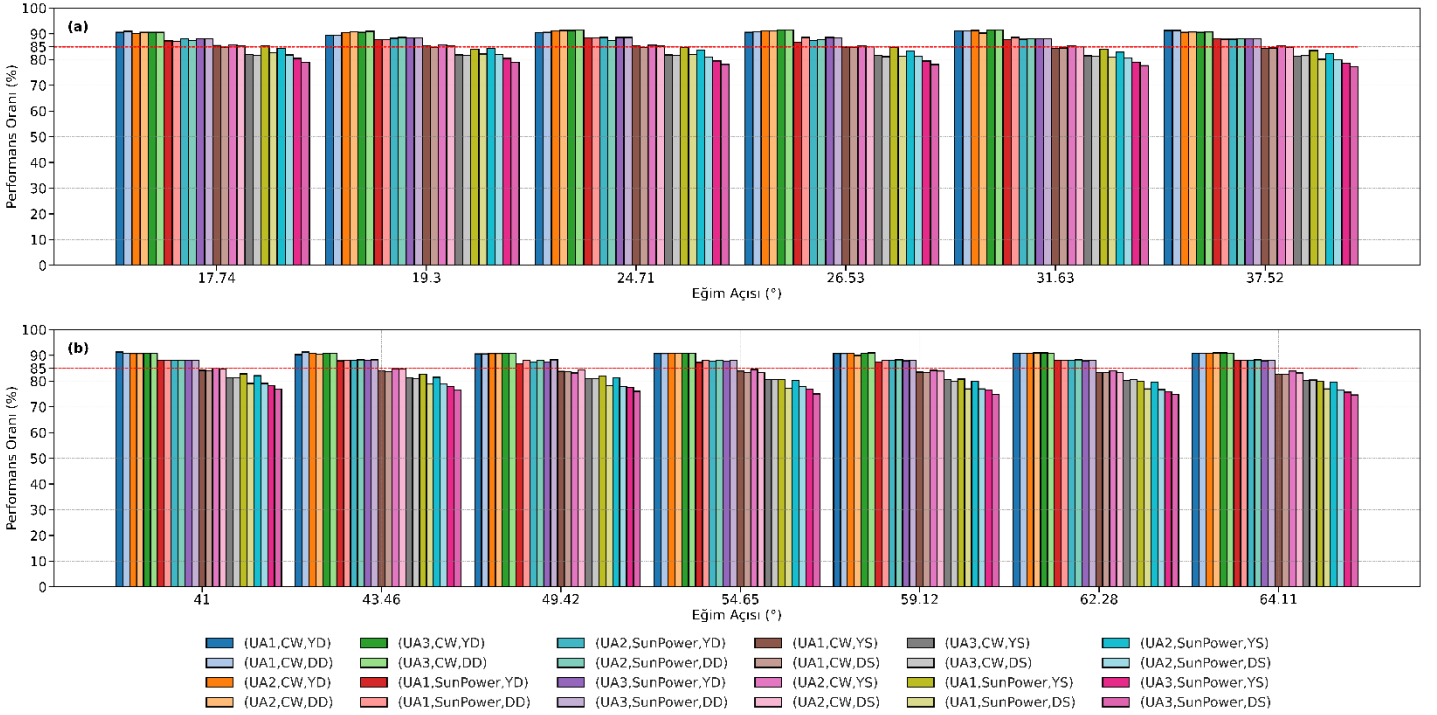 (a)
Performans Oranı (%)
100
90
85
80
70
60
50
40
30
20
10
0
17.74 19.3 24.71 26.53 31.63 37.52
Eğim Açısı (°)
(b)
Performans Oranı (%)
100
90
85
80
70
60
50
40
30
20
10
0
41 43.46 49.42 54.65 59.12 62.28 64.11
Eğim Açısı (°)
(UA1,CW,YD) (UA3,CW,YD) (UA2,SunPower,YD) (UA1,CW,YS) (UA3,CW,YS) (UA2,SunPower,YS)
(UA1,CW,DD) (UA3,CW,DD) (UA2,SunPower,DD) (UA1,CW,DS) (UA3,CW,DS) (UA2,SunPower,DS)
(UA2,CW,YD) (UA1,SunPower,YD) (UA3,SunPower,YD) (UA2,CW,YS) (UA1,SunPower,YS) (UA3,SunPower,YS)
(UA2,CW,DD) (UA1,SunPower,DD) (UA3,SunPower,DD) (UA2,CW,DS) (UA1,SunPower,DS) (UA3,SunPower,DS)